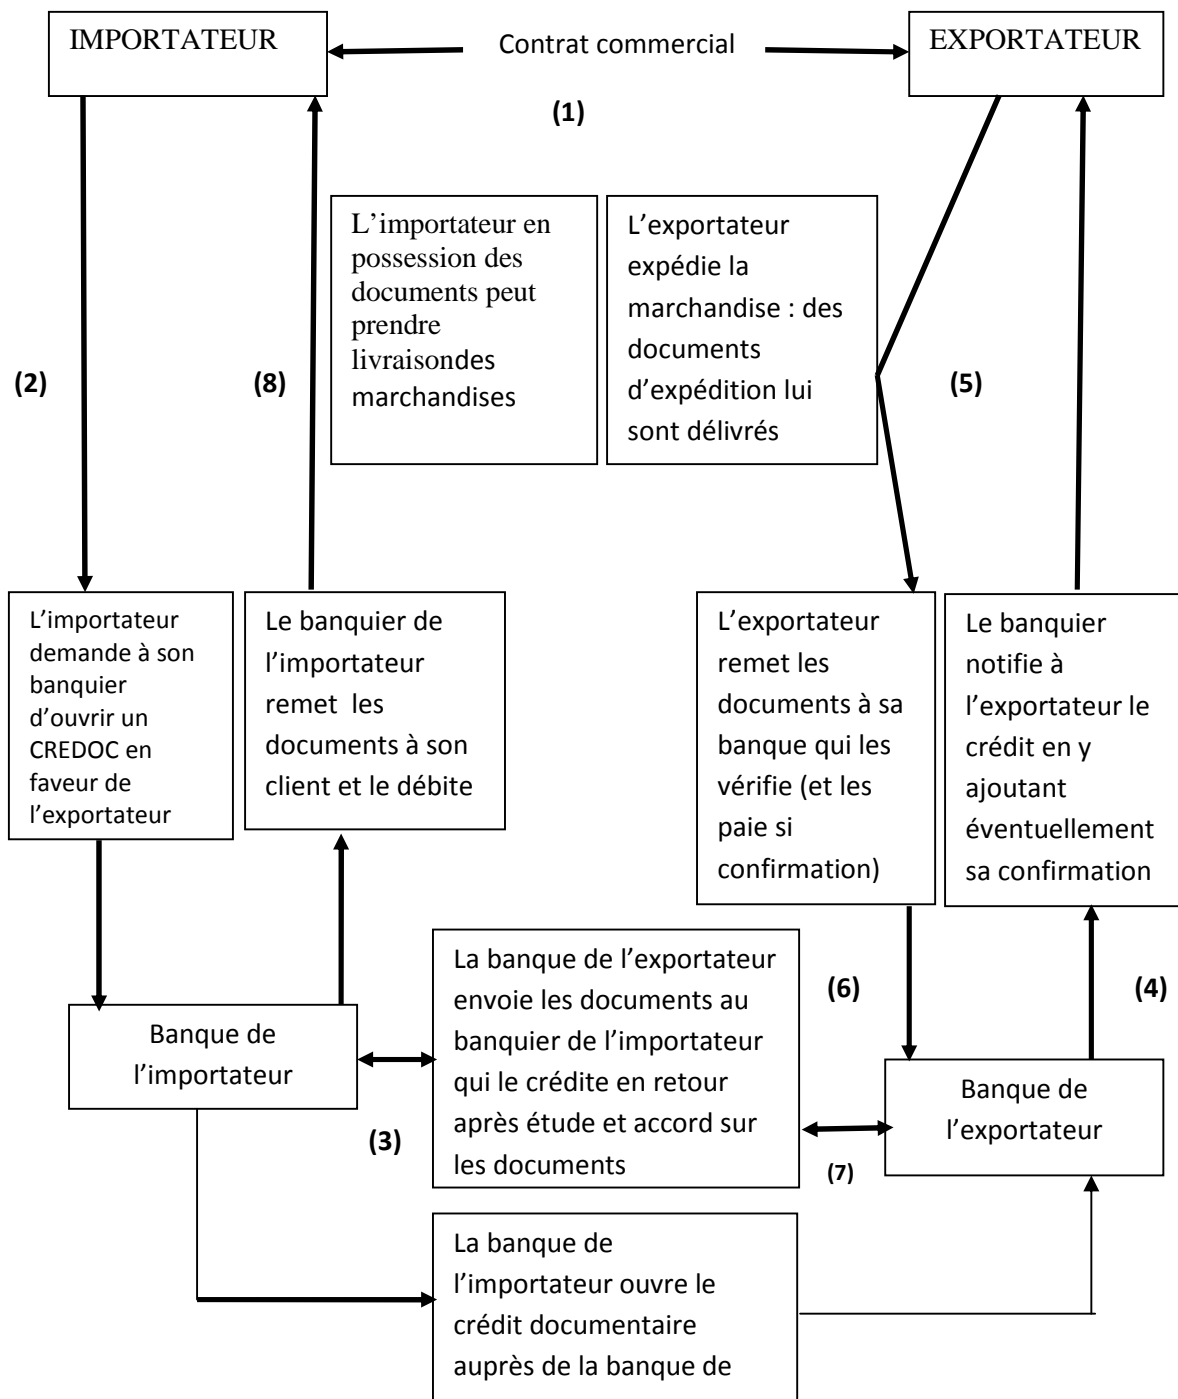 IMPORTATEUR
Contrat commercial
EXPORTATEUR
(1)
L’importateur en
possession des
documents peut
prendre
livraisondes
marchandises
L’exportateur
expédie la
marchandise : des
documents
d’expédition lui
sont délivrés
(2)
(8)
(5)
L’importateur
demande à son
banquier
d’ouvrir un
CREDOC en
faveur de
l’exportateur
Le banquier de
l’importateur
remet les
documents à son
client et le débite
L’exportateur
remet les
documents à sa
banque qui les
vérifie (et les
paie si
confirmation)
Le banquier
notifie à
l’exportateur le
crédit en y
ajoutant
éventuellement
sa confirmation
La banque de l’exportateur
envoie les documents au
banquier de l’importateur
qui le crédite en retour
après étude et accord sur
les documents
(6)
(4)
Banque de
l’importateur
Banque de
l’exportateur
(3)
(7)
La banque de
l’importateur ouvre le
crédit documentaire
auprès de la banque de